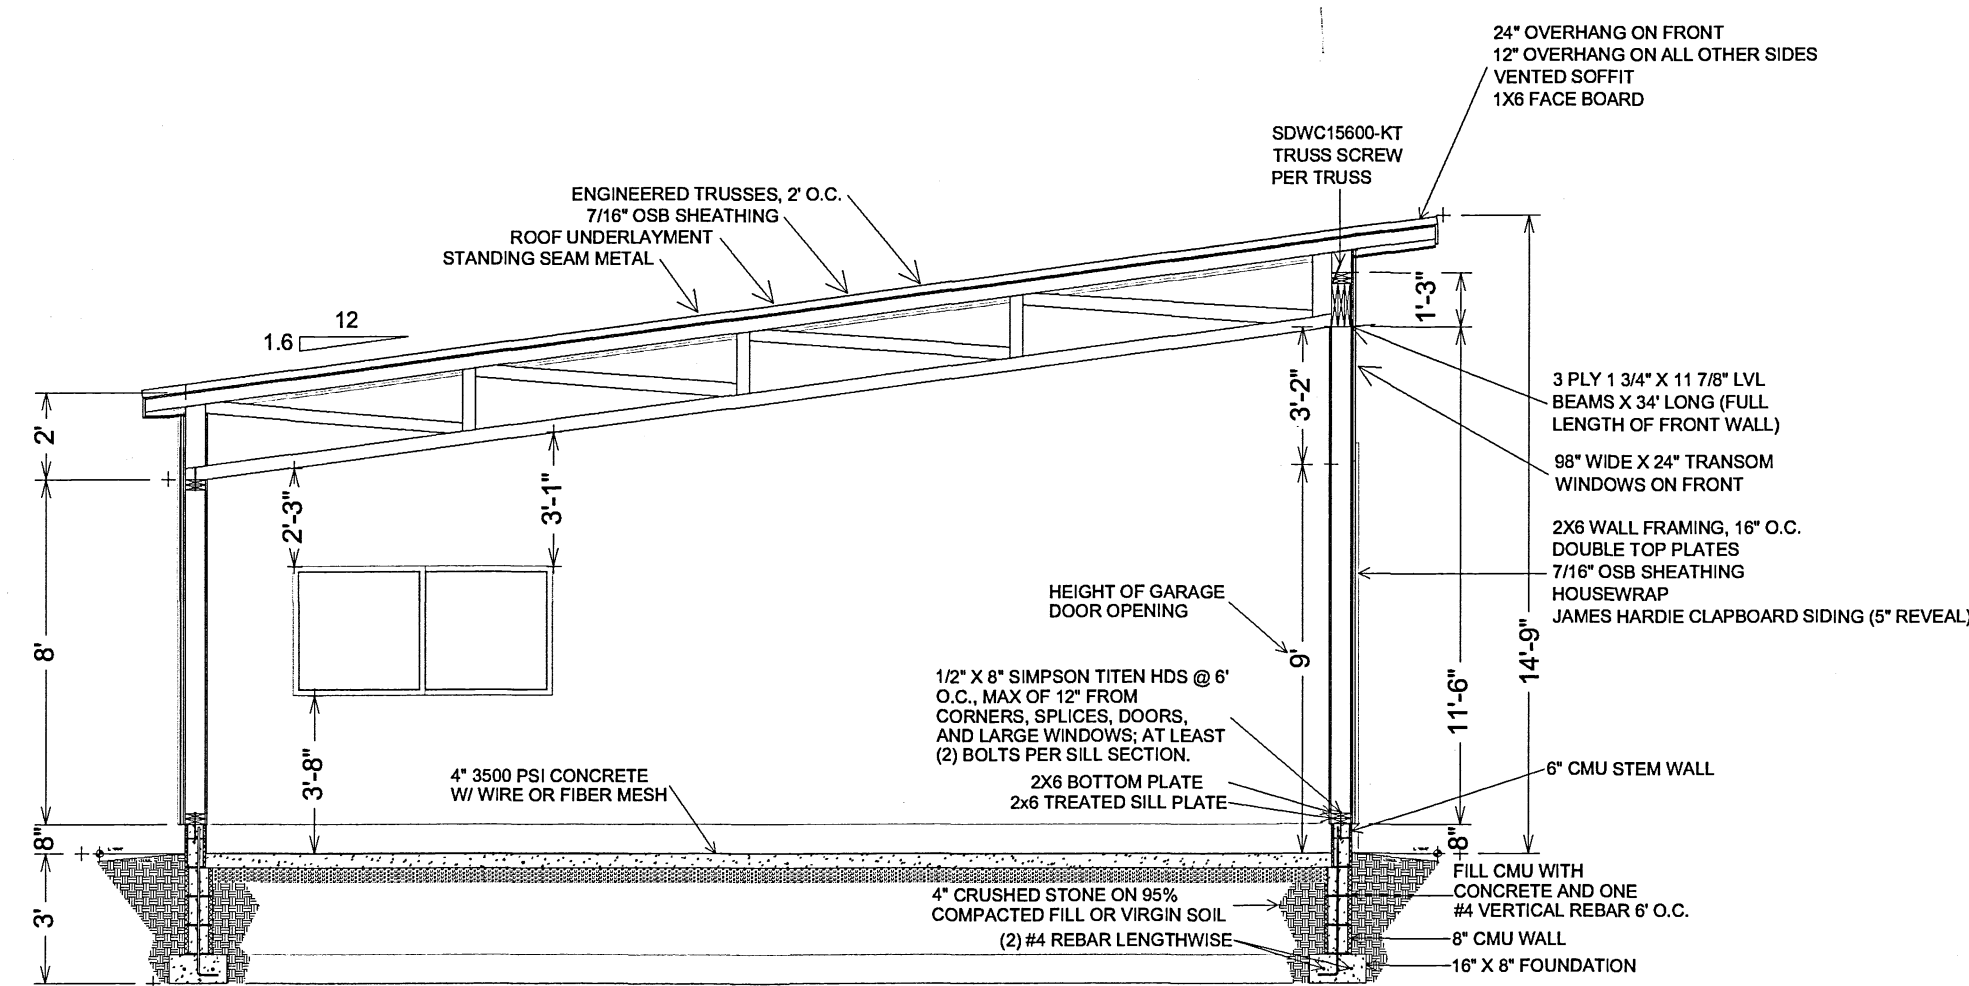 24" OVERHANG ON FRONT
12" OVERHANG ON ALL OTHER SIDES
VENTED SOFFIT
1X6 FACE BOARD
SDWC15600-KT
TRUSS SCREW
PER TRUSS
ENGINEERED TRUSSES, 2' O.C.
7/16" OSB SHEATHING
ROOF UNDERLAYMENT
STANDING SEAM METAL
12
1.6
1'-3"
3'-2"
2'
2'-3"
3'-1"
3 PLY 1 3/4" X 11 7/8" LVL
BEAMS X 34' LONG (FULL
LENGTH OF FRONT WALL)
98" WIDE X 24" TRANSOM
WINDOWS ON FRONT
2X6 WALL FRAMING, 16" O.C.
DOUBLE TOP PLATES
7/16" OSB SHEATHING
HOUSEWRAP
JAMES HARDIE CLAPBOARD SIDING (5" REVEAL)
HEIGHT OF GARAGE
DOOR OPENING
8'
9'
14'-9"
11'-6"
1/2" X 8" SIMPSON TITEN HDS @ 6'
O.C., MAX OF 12" FROM
CORNERS, SPLICES, DOORS,
AND LARGE WINDOWS; AT LEAST
(2) BOLTS PER SILL SECTION.
2X6 BOTTOM PLATE
2x6 TREATED SILL PLATE
6" CMU STEM WALL
3'-8"
4" 3500 PSI CONCRETE
W/ WIRE OR FIBER MESH
8"
8"
3'
4" CRUSHED STONE ON 95%
COMPACTED FILL OR VIRGIN SOIL
(2) #4 REBAR LENGTHWISE
FILL CMU WITH
CONCRETE AND ONE
#4 VERTICAL REBAR 6' O.C.
8" CMU WALL
16" X 8" FOUNDATION